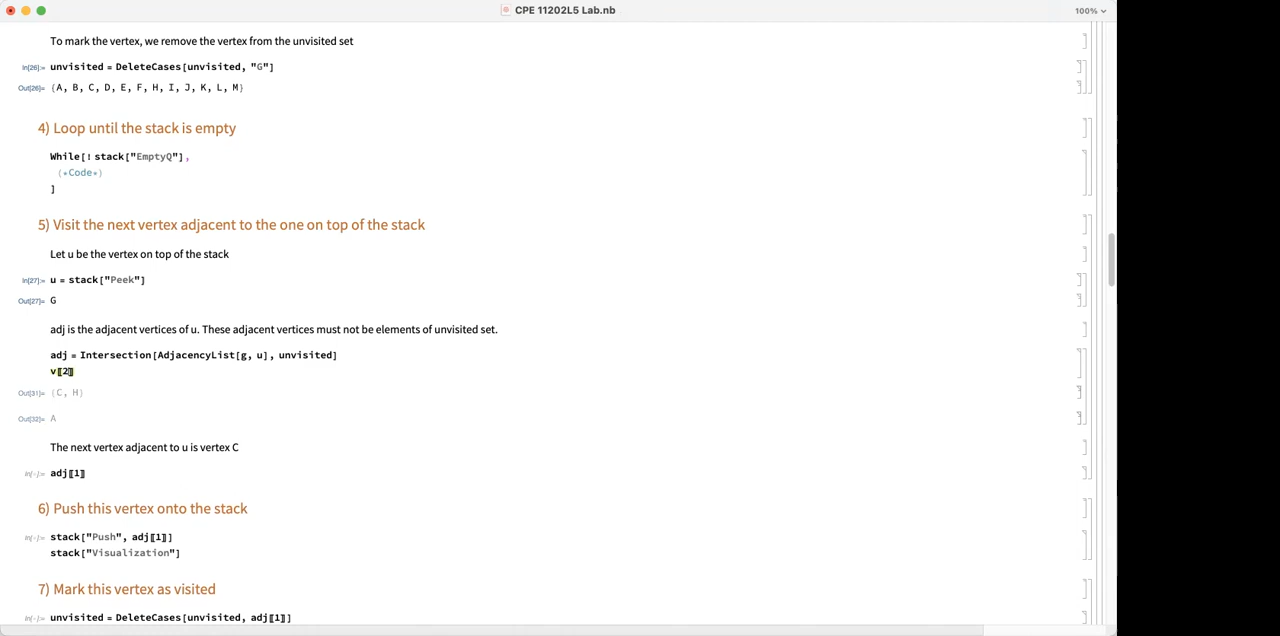 CPE 11202L5 Lab.nb
100%
To mark the vertex, we remove the vertex from the unvisited set
In[26]:= unvisited = DeleteCases[unvisited, "G"]
Out[26]= {A, B, C, D, E, F, H, I, J, K, L, M}
4) Loop until the stack is empty
While[! stack["EmptyQ"],
(*Code*)
]
5) Visit the next vertex adjacent to the one on top of the stack
Let u be the vertex on top of the stack
In[27]:= u = stack["Peek"]
Out[27]= G
adj is the adjacent vertices of u. These adjacent vertices must not be elements of unvisited set.
adj = Intersection[AdjacencyList[g, u], unvisited]
v〚2〛
Out[31]= {C, H}
Out[32]= A
The next vertex adjacent to u is vertex C
In[-]:= adj〚1〛
6) Push this vertex onto the stack
In[-]:= stack["Push", adj〚1〛]
stack["Visualization"]
7) Mark this vertex as visited
In[-]:= unvisited = DeleteCases[unvisited, adj〚1〛]